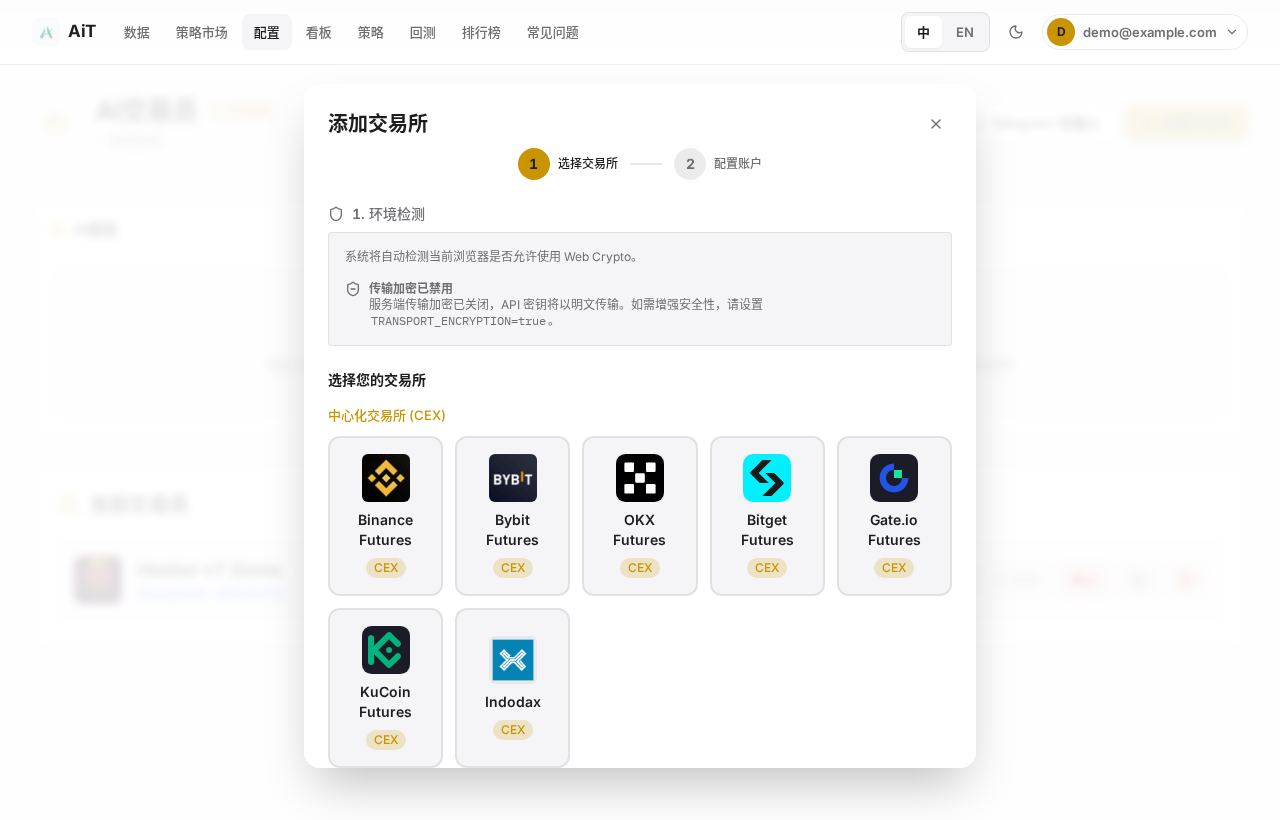 AiT
数据
策略市场
配置
看板
策略
回测
排行榜
常见问题
中
EN
D
demo@example.com
添加交易所
1
选择交易所
2
配置账户
1. 环境检测
系统将自动检测当前浏览器是否允许使用 Web Crypto。
传输加密已禁用
服务端传输加密已关闭，API 密钥将以明文传输。如需增强安全性，请设置
TRANSPORT_ENCRYPTION=true。
选择您的交易所
中心化交易所 (CEX)
Binance
Futures
CEX
BYBIT
Bybit
Futures
CEX
OKX
Futures
CEX
Bitget
Futures
CEX
Gate.io
Futures
CEX
KuCoin
Futures
CEX
Indodax
CEX